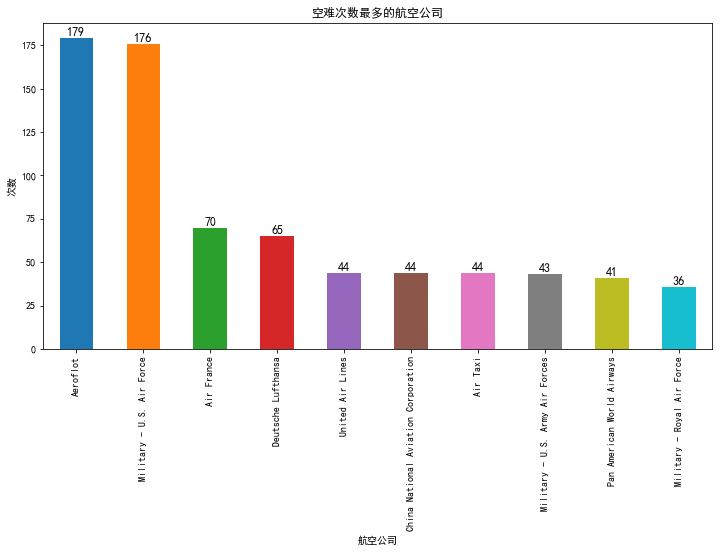 空难次数最多的航空公司
次数
175
150
125
100
75
50
25
0
179
176
70
65
44
44
44
43
41
36
Aeroflot
Military - U.S. Air Force
Air France
Deutsche Lufthansa
United Air Lines
China National Aviation Corporation
Air Taxi
Military - U.S. Army Air Forces
Pan American World Airways
Military - Royal Air Force
航空公司